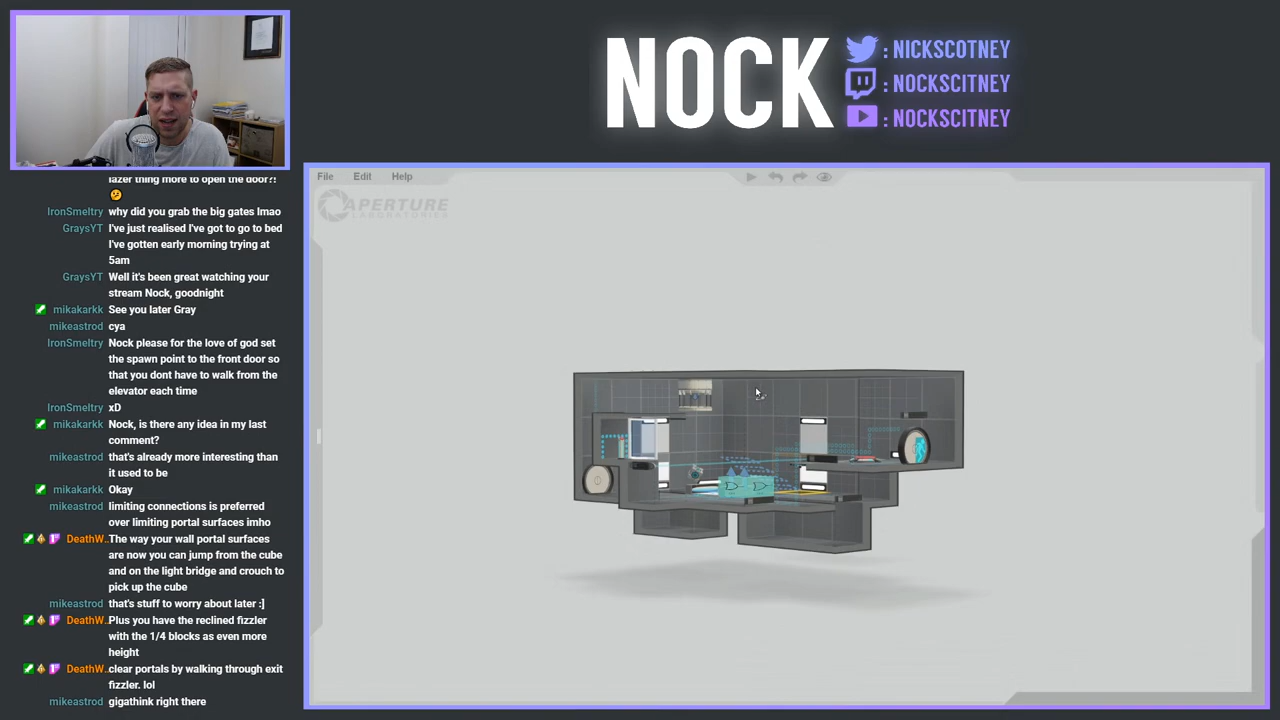 NOCK
: NICKSCOTNEY
: NOCKSCITNEY
: NOCKSCITNEY
File Edit Help
APERTURE
LABORATORIES
lazer thing more to open the door?!
IronSmeltry why did you grab the big gates lmao
GraysYT I've just realised I've got to go to bed
I've gotten early morning trying at
5am
GraysYT Well it's been great watching your
stream Nock, goodnight
mikakarkk See you later Gray
mikeastrod cya
IronSmeltry Nock please for the love of god set
the spawn point to the front door so
that you dont have to walk from the
elevator each time
IronSmeltry xD
mikakarkk Nock, is there any idea in my last
comment?
mikeastrod that's already more interesting than
it used to be
mikakarkk Okay
mikeastrod limiting connections is preferred
over limiting portal surfaces imho
DeathW.. The way your wall portal surfaces
are now you can jump from the cube
and on the light bridge and crouch to
pick up the cube
mikeastrod that's stuff to worry about later :]
DeathW.. Plus you have the reclined fizzler
with the 1/4 blocks as even more
height
DeathW.. clear portals by walking through exit
fizzler. lol
mikeastrod gigathink right there